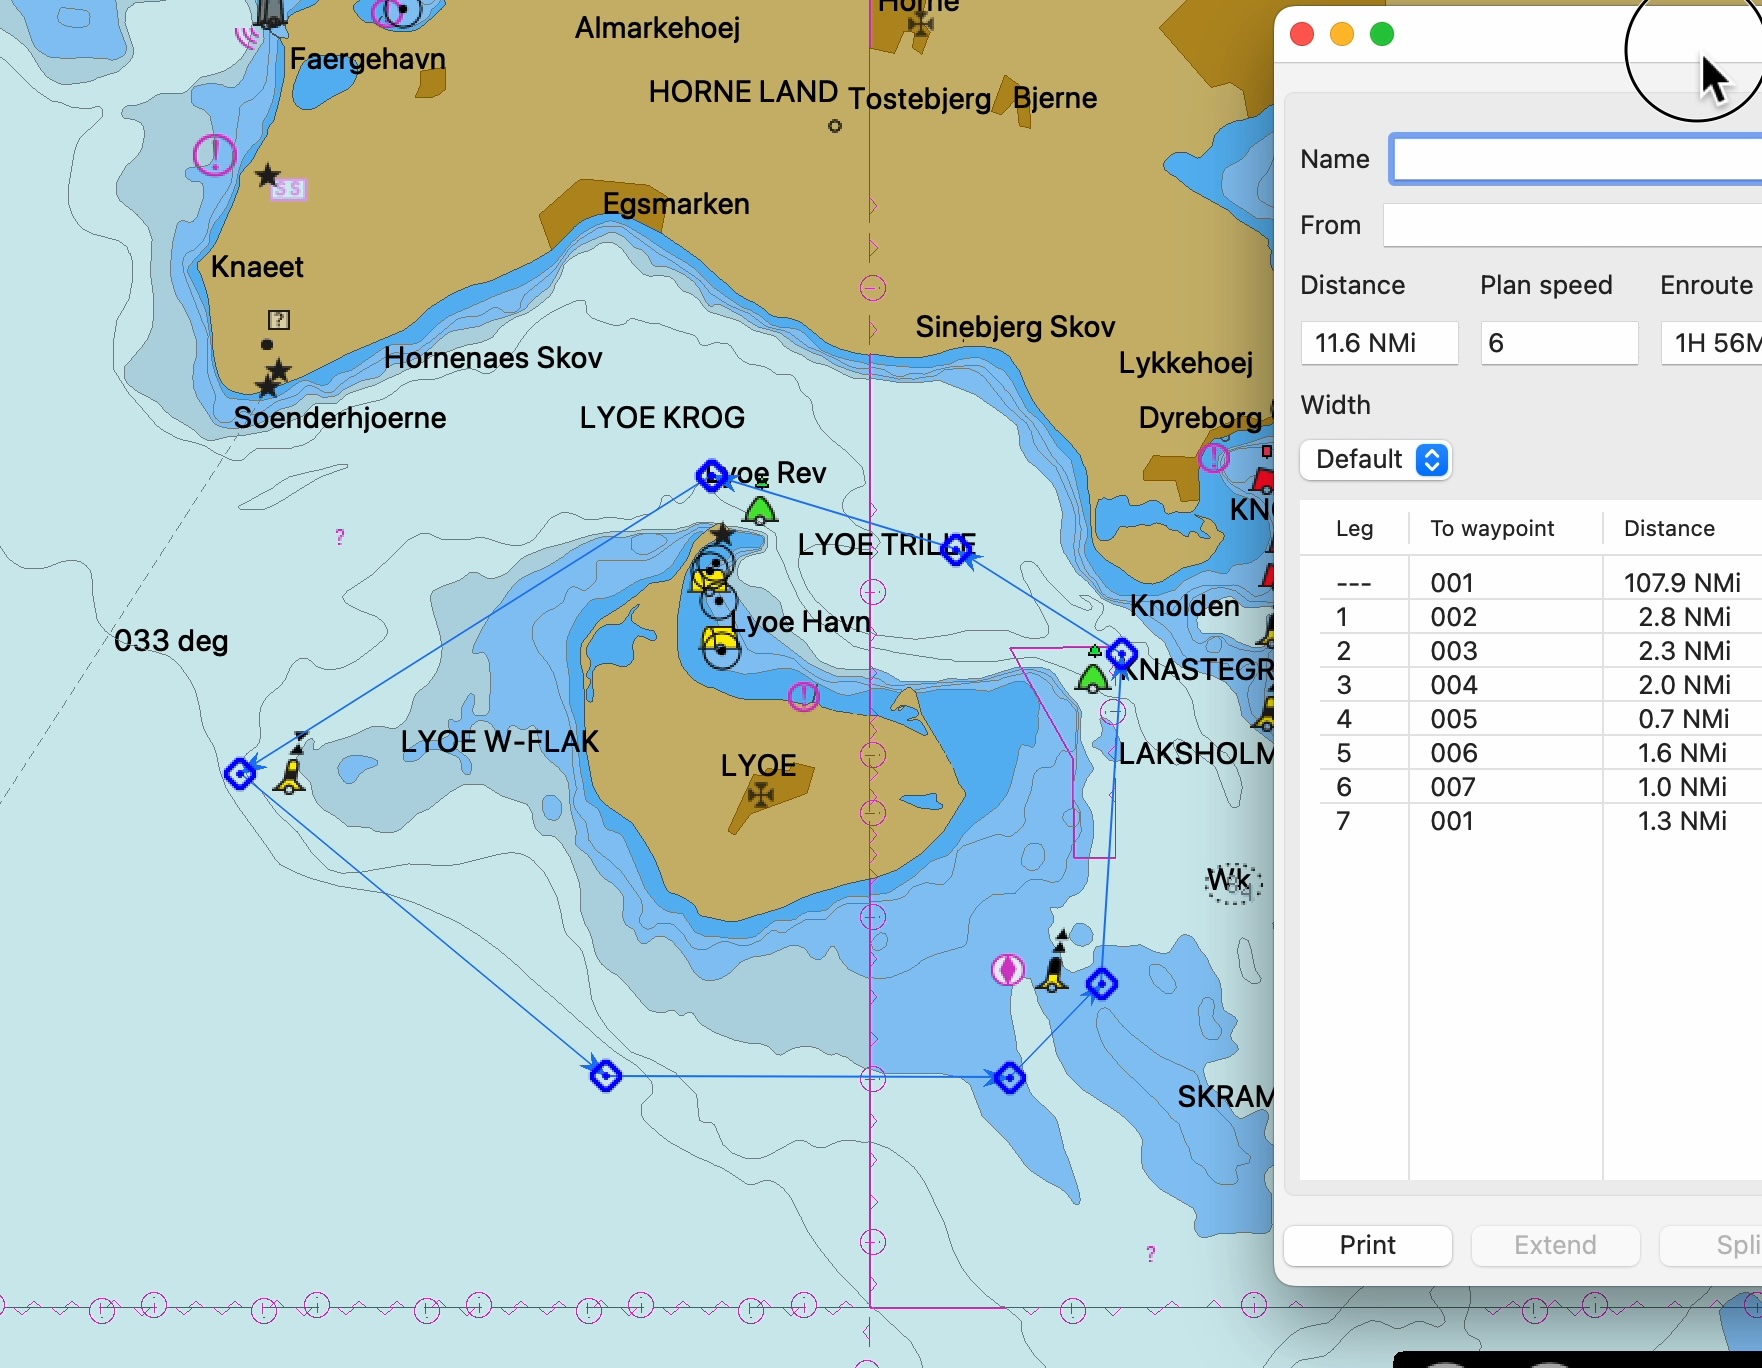 Horne
Almarkehoej
Faergehavn
HORNE LAND
Tostebjerg
Bjerne
SS
Egsmarken
Knaeet
?
Sinebjerg Skov
Hornenaes Skov
Lykkehoej
Soenderhjoerne
LYOE KROG
Dyreborg
Lyoe Rev
?
LYOE TRILLE
Knolden
Lyoe Havn
033 deg
LYOE W-FLAK
LYOE
LAKSHOLM
Wk
?
Name
From
Distance
Plan speed
Enroute
11.6 NMi
6
1H 56M
Width
Default
Leg To waypoint Distance
--- 001 107.9 NMi
1 002 2.8 NMi
2 003 2.3 NMi
3 004 2.0 NMi
4 005 0.7 NMi
5 006 1.6 NMi
6 007 1.0 NMi
7 001 1.3 NMi
Print
Extend